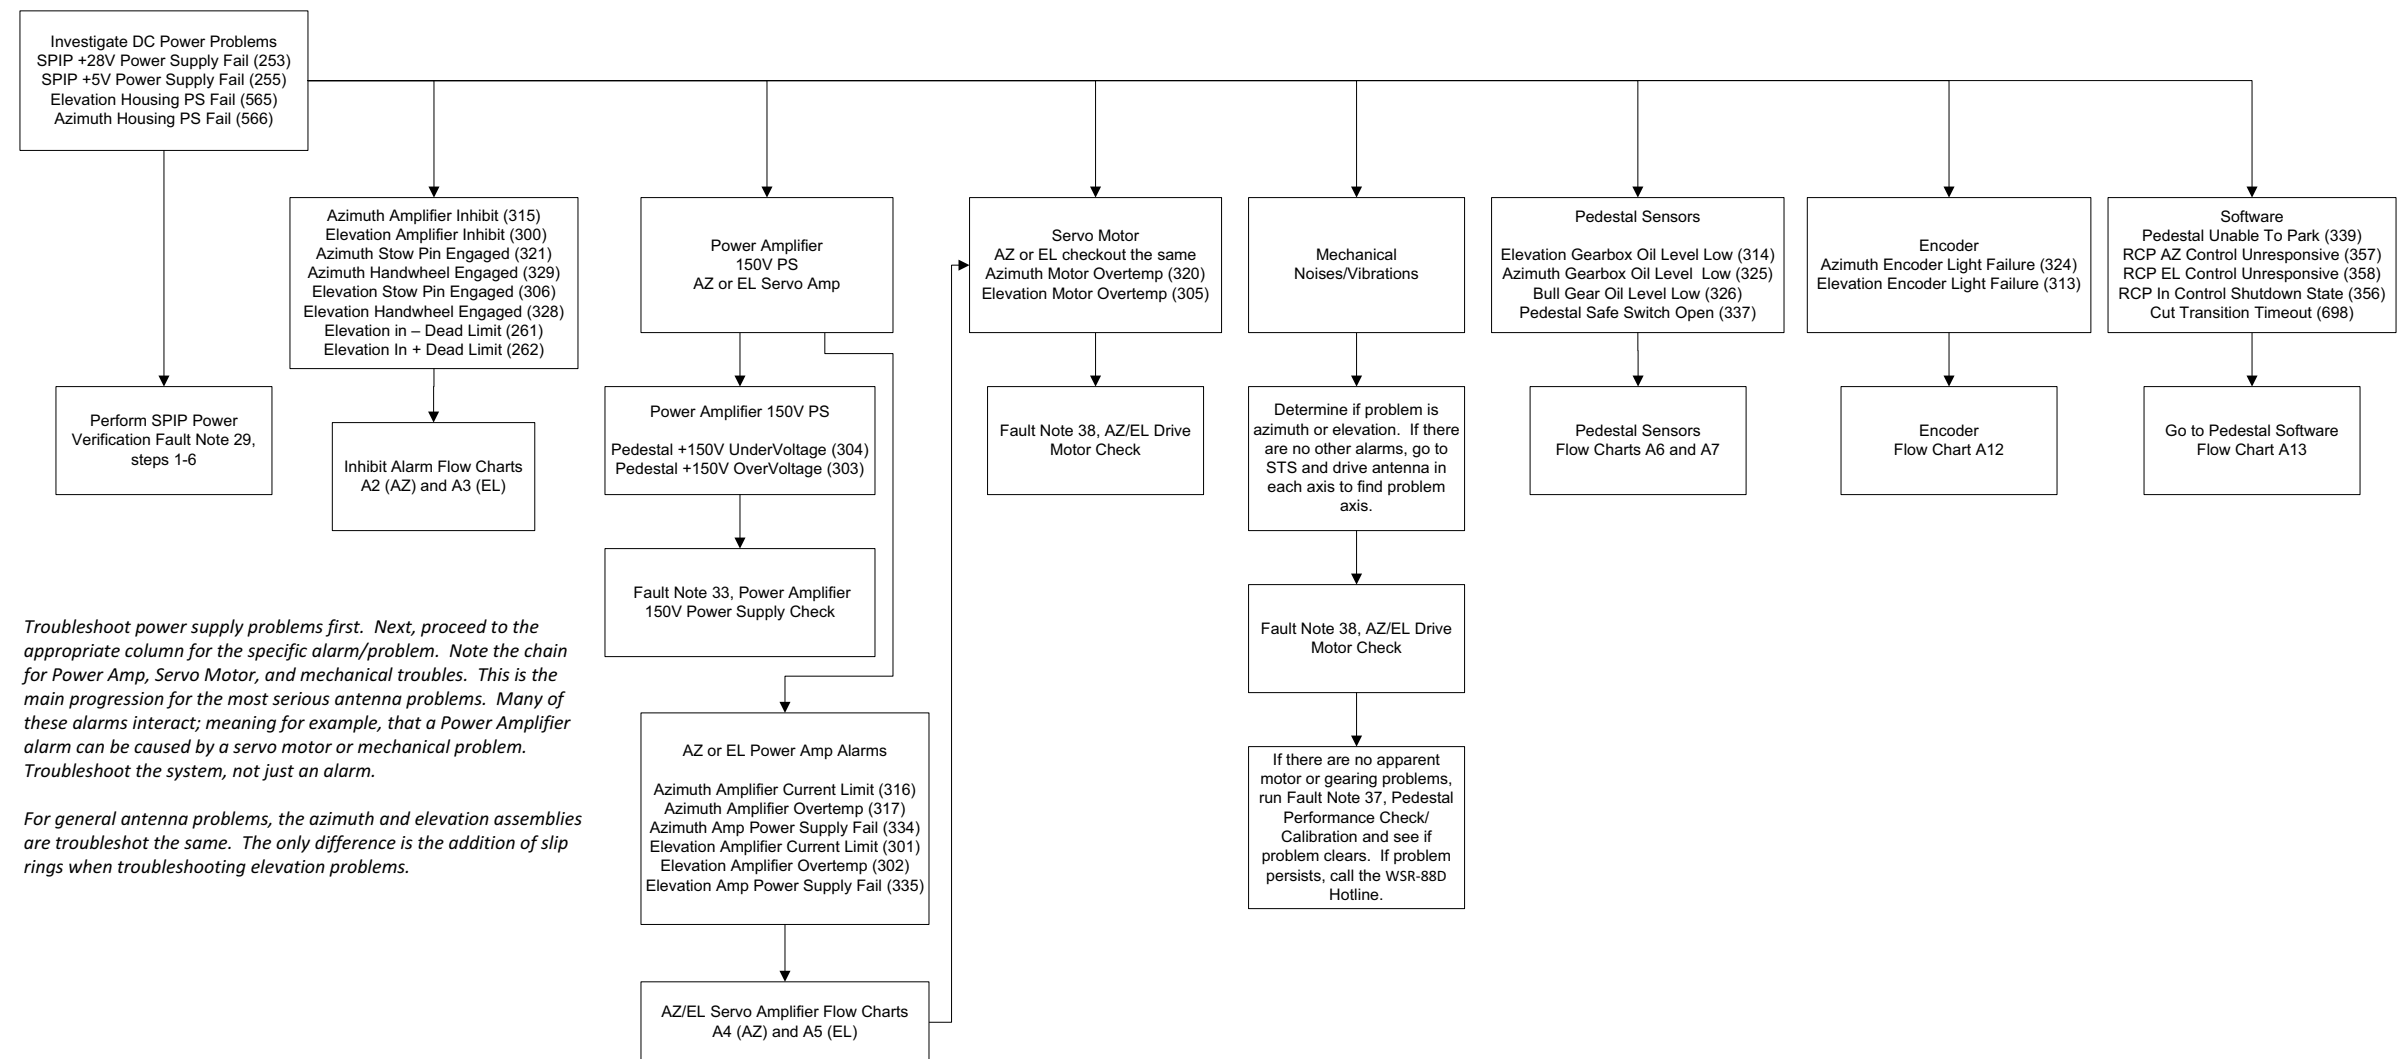 Investigate DC Power Problems
SPIP +28V Power Supply Fail (253)
SPIP +5V Power Supply Fail (255)
Elevation Housing PS Fail (565)
Azimuth Housing PS Fail (566)
Perform SPIP Power
Verification Fault Note 29,
steps 1-6
Azimuth Amplifier Inhibit (315)
Elevation Amplifier Inhibit (300)
Azimuth Stow Pin Engaged (321)
Azimuth Handwheel Engaged (329)
Elevation Stow Pin Engaged (306)
Elevation Handwheel Engaged (328)
Elevation in – Dead Limit (261)
Elevation In + Dead Limit (262)
Inhibit Alarm Flow Charts
A2 (AZ) and A3 (EL)
Power Amplifier
150V PS
AZ or EL Servo Amp
Power Amplifier 150V PS
Pedestal +150V UnderVoltage (304)
Pedestal +150V OverVoltage (303)
Fault Note 33, Power Amplifier
150V Power Supply Check
AZ or EL Power Amp Alarms
Azimuth Amplifier Current Limit (316)
Azimuth Amplifier Overtemp (317)
Azimuth Amp Power Supply Fail (334)
Elevation Amplifier Current Limit (301)
Elevation Amplifier Overtemp (302)
Elevation Amp Power Supply Fail (335)
AZ/EL Servo Amplifier Flow Charts
A4 (AZ) and A5 (EL)
Servo Motor
AZ or EL checkout the same
Azimuth Motor Overtemp (320)
Elevation Motor Overtemp (305)
Fault Note 38, AZ/EL Drive
Motor Check
Mechanical
Noises/Vibrations
Determine if problem is
azimuth or elevation.  If there
are no other alarms, go to
STS and drive antenna in
each axis to find problem
axis.
Fault Note 38, AZ/EL Drive
Motor Check
If there are no apparent
motor or gearing problems,
run Fault Note 37, Pedestal
Performance Check/
Calibration and see if
problem clears.  If problem
persists, call the WSR-88D
Hotline.
Pedestal Sensors
Elevation Gearbox Oil Level Low (314)
Azimuth Gearbox Oil Level  Low (325)
Bull Gear Oil Level Low (326)
Pedestal Safe Switch Open (337)
Pedestal Sensors
Flow Charts A6 and A7
Encoder
Azimuth Encoder Light Failure (324)
Elevation Encoder Light Failure (313)
Encoder
Flow Chart A12
Software
Pedestal Unable To Park (339)
RCP AZ Control Unresponsive (357)
RCP EL Control Unresponsive (358)
RCP In Control Shutdown State (356)
Cut Transition Timeout (698)
Go to Pedestal Software
Flow Chart A13
Troubleshoot power supply problems first.  Next, proceed to the
appropriate column for the specific alarm/problem.  Note the chain
for Power Amp, Servo Motor, and mechanical troubles.  This is the
main progression for the most serious antenna problems.  Many of
these alarms interact; meaning for example, that a Power Amplifier
alarm can be caused by a servo motor or mechanical problem.
Troubleshoot the system, not just an alarm.
For general antenna problems, the azimuth and elevation assemblies
are troubleshot the same.  The only difference is the addition of slip
rings when troubleshooting elevation problems.